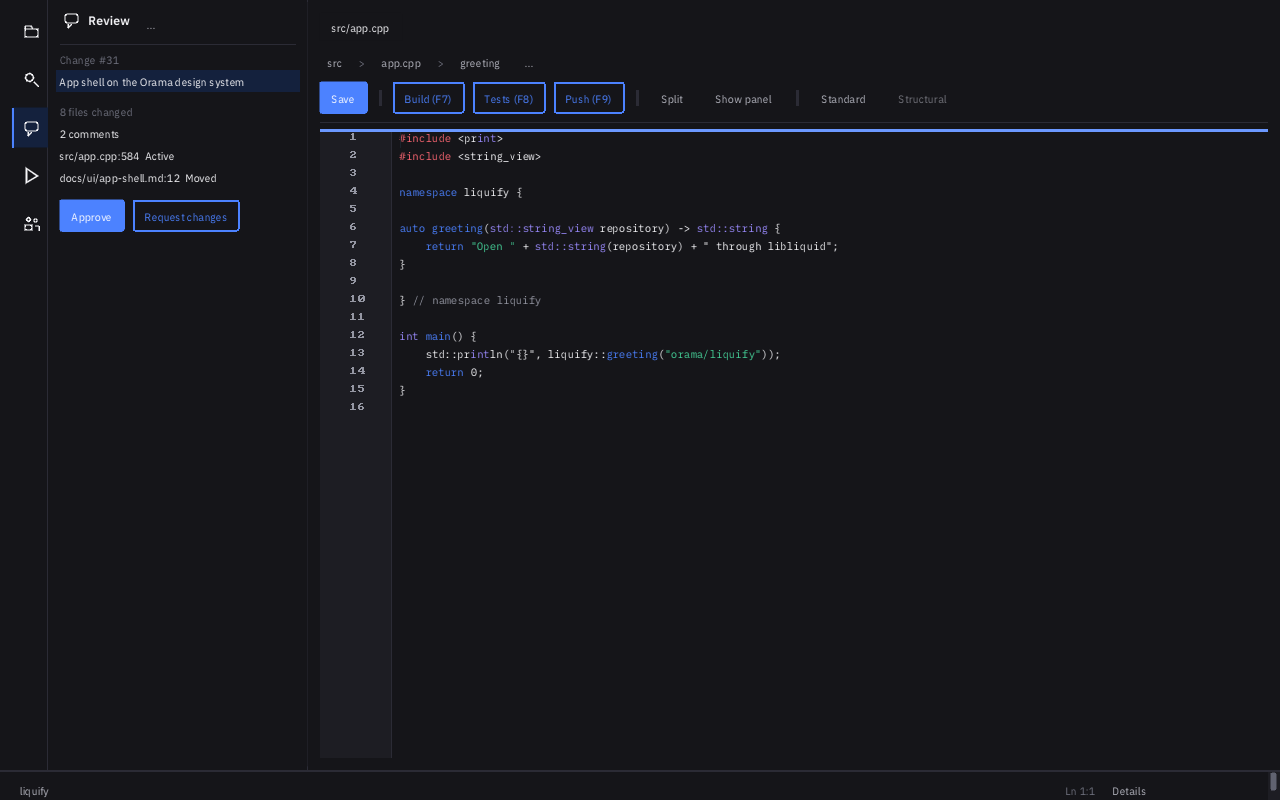 Review
...
Change #31
App shell on the Orama design system
8 files changed
2 comments
src/app.cpp:584 Active
docs/ui/app-shell.md:12 Moved
Approve Request changes
src/app.cpp
src > app.cpp > greeting ...
Save Build (F7) Tests (F8) Push (F9) Split Show panel Standard Structural
1 #include <print>
2 #include <string_view>
3
4 namespace liquify {
5
6 auto greeting(std::string_view repository) -> std::string {
7     return "Open " + std::string(repository) + " through libliquid";
8 }
9
10 } // namespace liquify
11
12 int main() {
13     std::println("{}", liquify::greeting("orama/liquify"));
14     return 0;
15 }
16
liquify Ln 1:1 Details